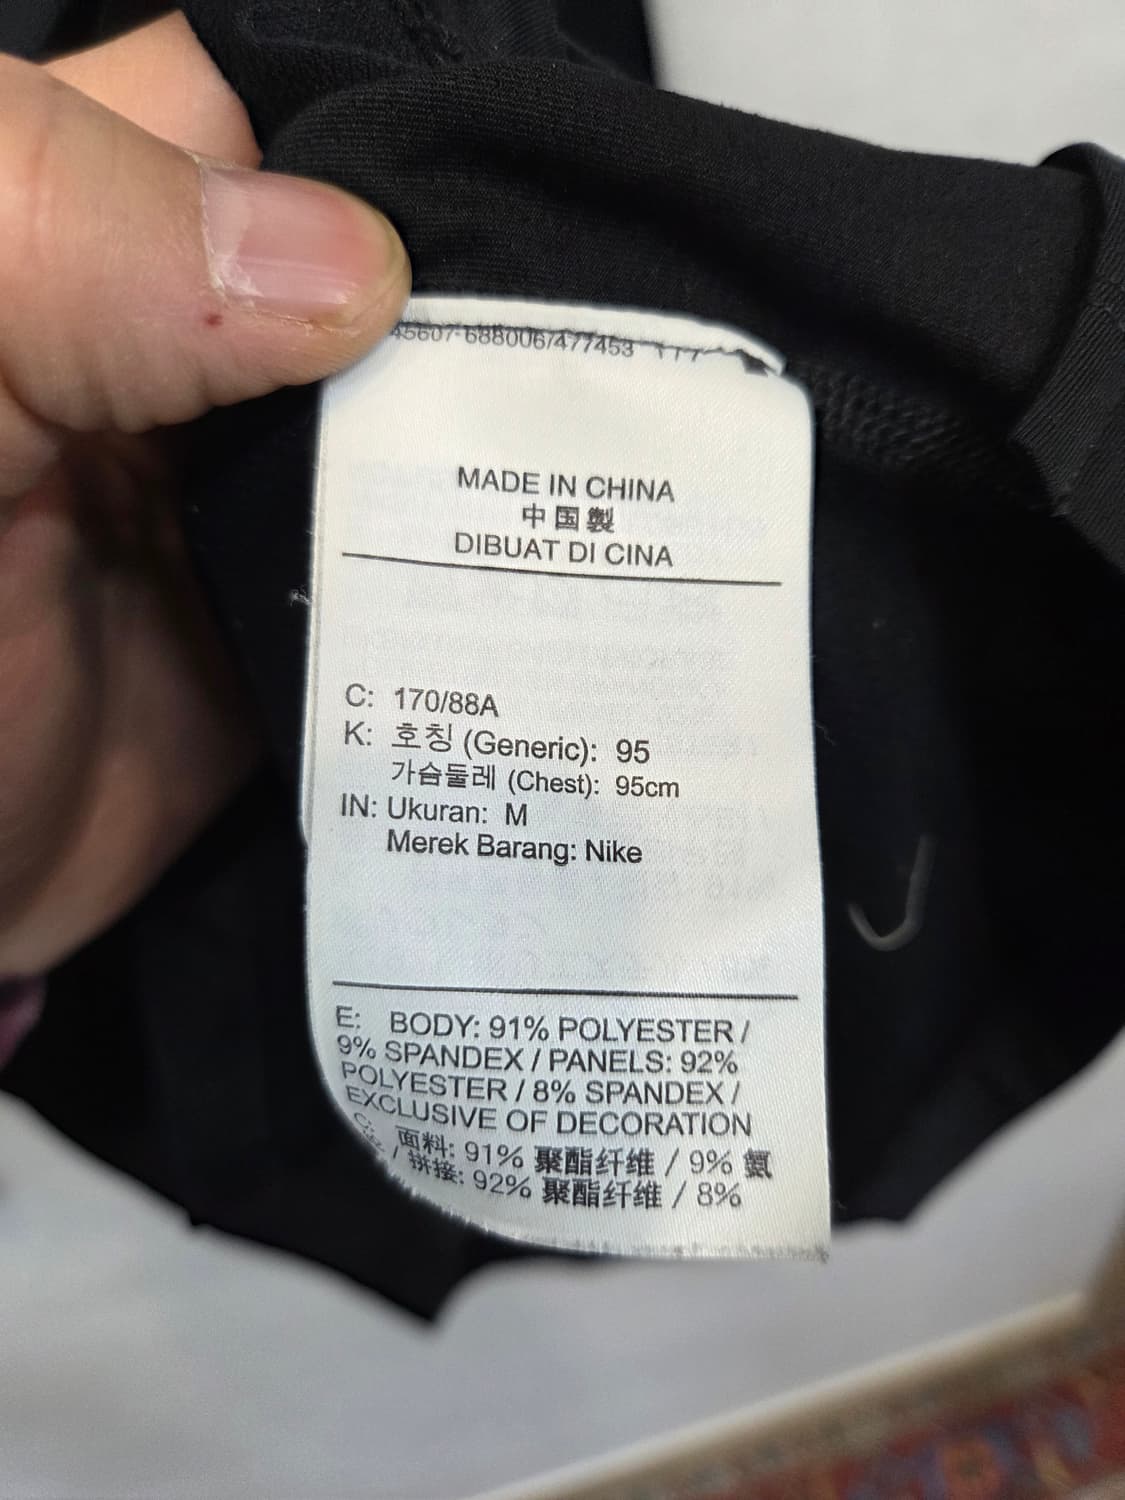 45607-688006/477453
MADE IN CHINA
中国製
DIBUAT DI CINA
C: 170/88A
K: 호칭 (Generic): 95
가슴둘레 (Chest): 95cm
IN: Ukuran: M
Merek Barang: Nike
E: BODY: 91% POLYESTER /
9% SPANDEX / PANELS: 92%
POLYESTER / 8% SPANDEX /
EXCLUSIVE OF DECORATION
面料: 91% 聚酯纤维 / 9% 氨
/ 拼接: 92% 聚酯纤维 / 8%